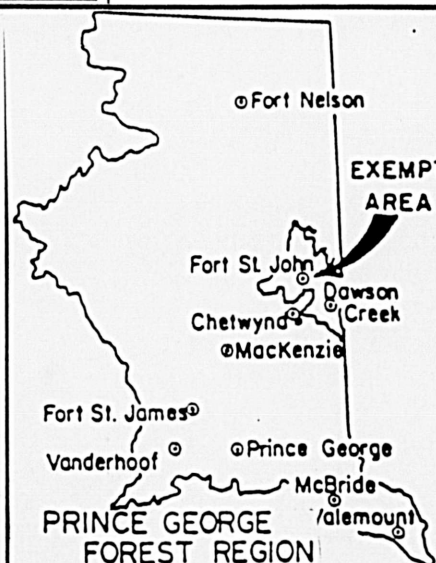 Fort Nelson
EXEMPT
AREA
Fort St. John
Dawson
Creek
Chetwynd
MacKenzie
Fort St. James
Prince George
Vanderhoof
McBride
Valemount
PRINCE GEORGE
FOREST REGION